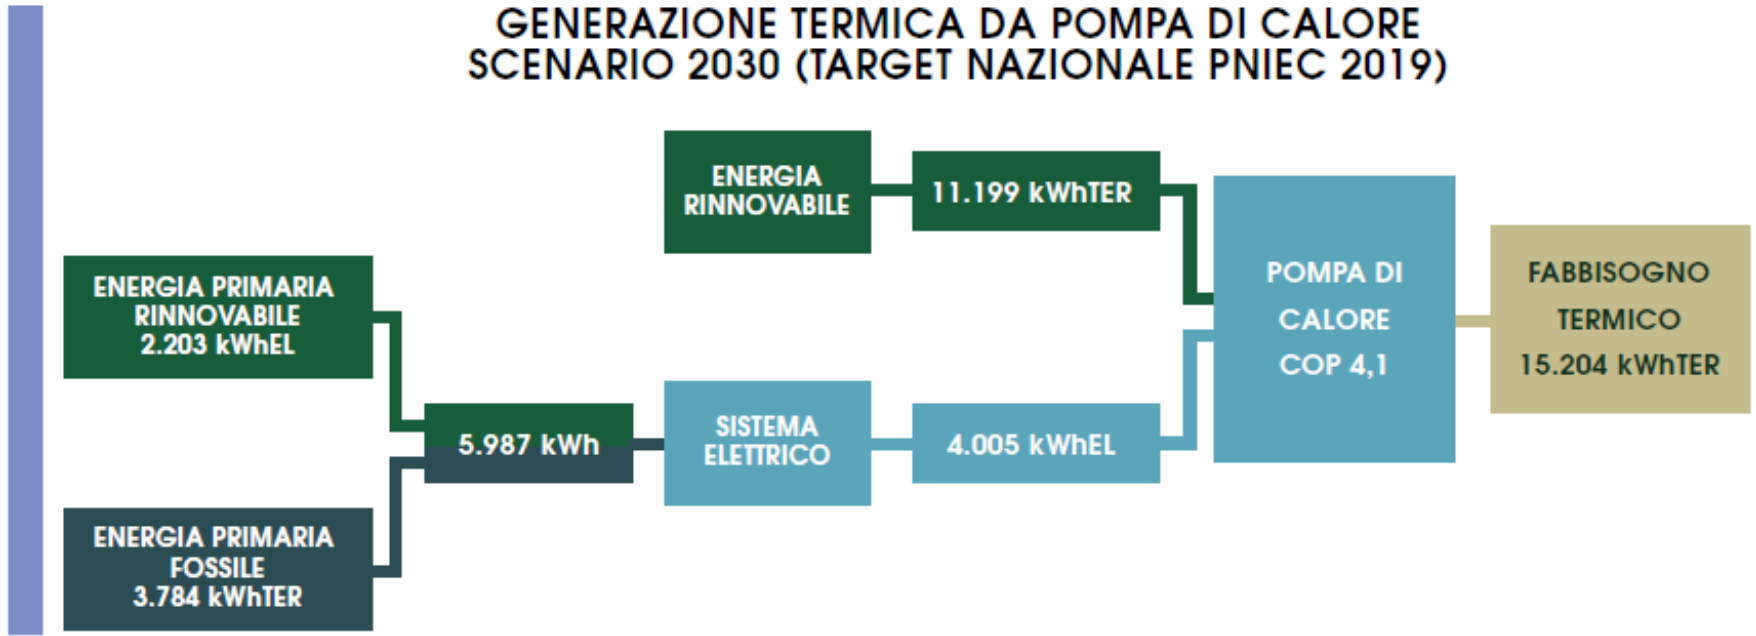 GENERAZIONE TERMICA DA POMPA DI CALORE
SCENARIO 2030 (TARGET NAZIONALE PNIEC 2019)
ENERGIA
RINNOVABILE
11.199 kWhTER
ENERGIA PRIMARIA
RINNOVABILE
2.203 kWhEL
5.987 kWh
ENERGIA PRIMARIA
FOSSILE
3.784 kWhTER
SISTEMA
ELETTRICO
4.005 kWhEL
POMPA DI
CALORE
COP 4,1
FABBISOGNO
TERMICO
15.204 kWhTER